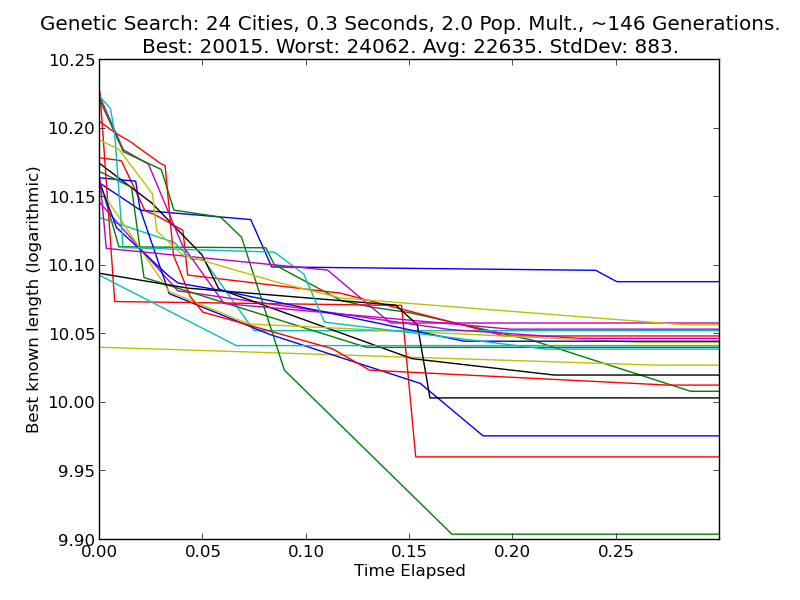 Genetic Search: 24 Cities, 0.3 Seconds, 2.0 Pop. Mult., ~146 Generations.
Best: 20015. Worst: 24062. Avg: 22635. StdDev: 883.
10.25
10.20
10.15
10.10
10.05
10.00
9.95
9.90
Best known length (logarithmic)
0.00 0.05 0.10 0.15 0.20 0.25
Time Elapsed